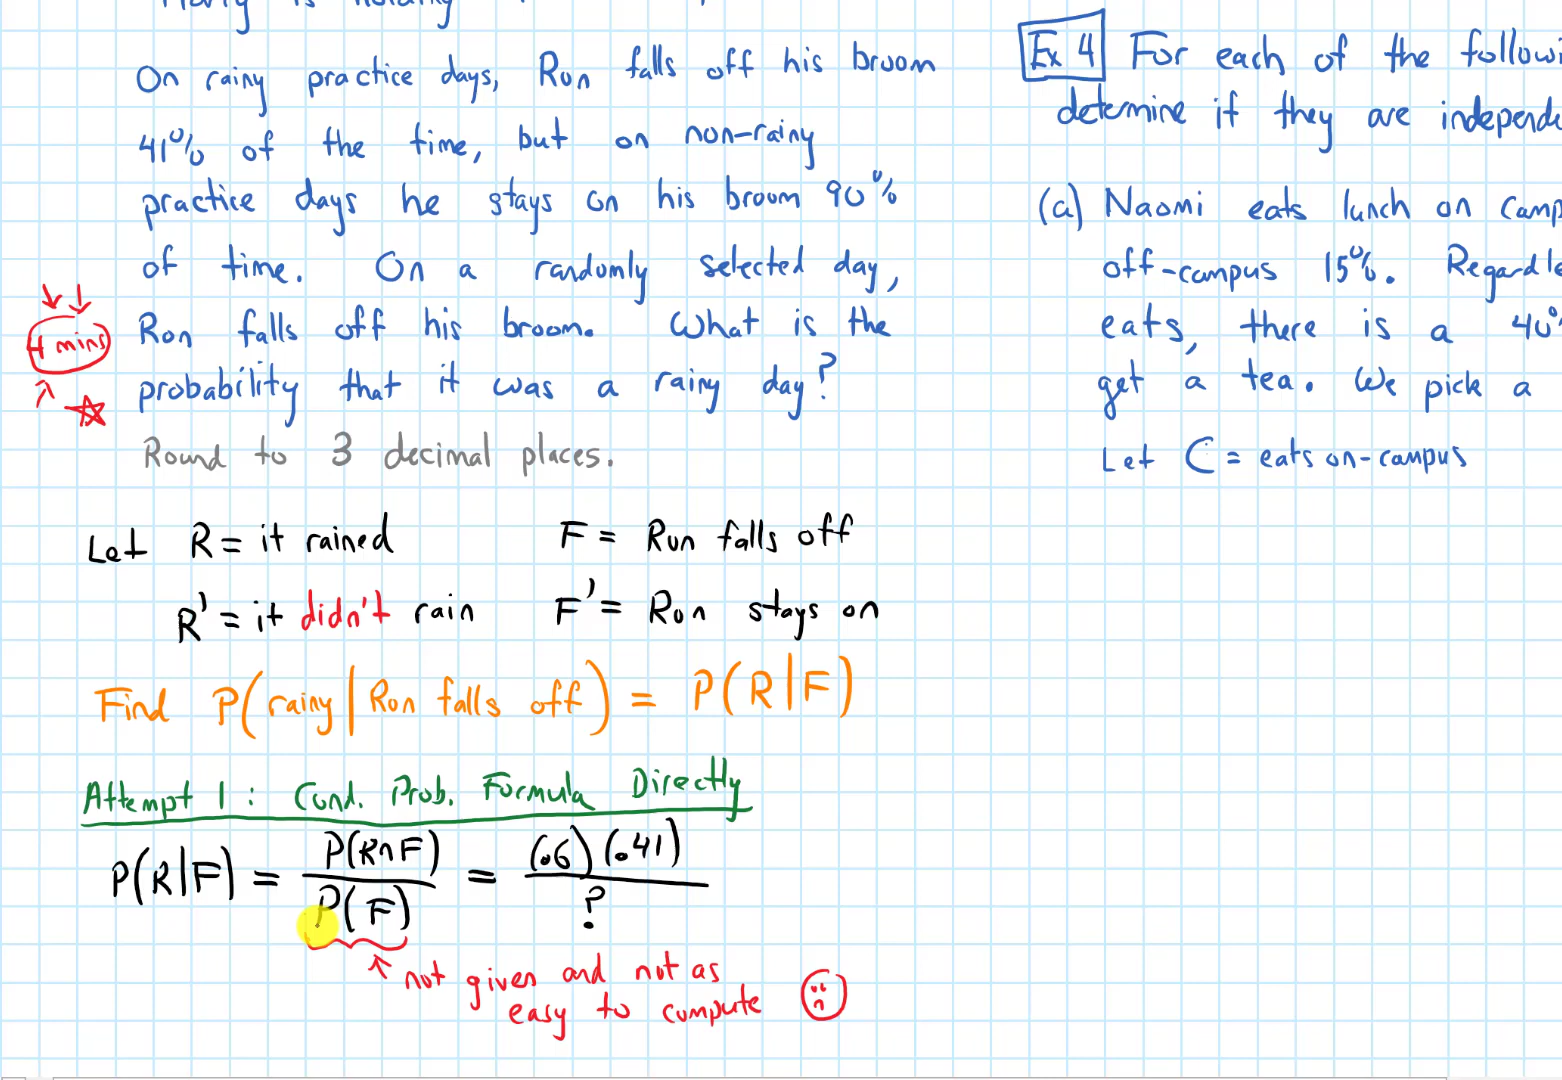 On rainy practice days, Ron falls off his broom
41% of the time, but on non-rainy
practice days he stays on his broom 90%
of time. On a randomly selected day,
Ron falls off his broom. What is the
probability that it was a rainy day?
4 mins
Round to 3 decimal places.
Let R = it rained F = Ron falls off
R' = it didn't rain F' = Ron stays on
Find P(rainy | Ron falls off) = P(R|F)
Attempt 1: Cond. Prob. Formula Directly
P(R|F) = P(R∩F) / P(F) = (.6)(.41) / ?
not given and not as
easy to compute
Ex 4 For each of the followi
determine if they are independe
(a) Naomi eats lunch on camp
off-campus 15%. Regardle
eats, there is a 40%
get a tea. We pick a
Let C = eats on-campus